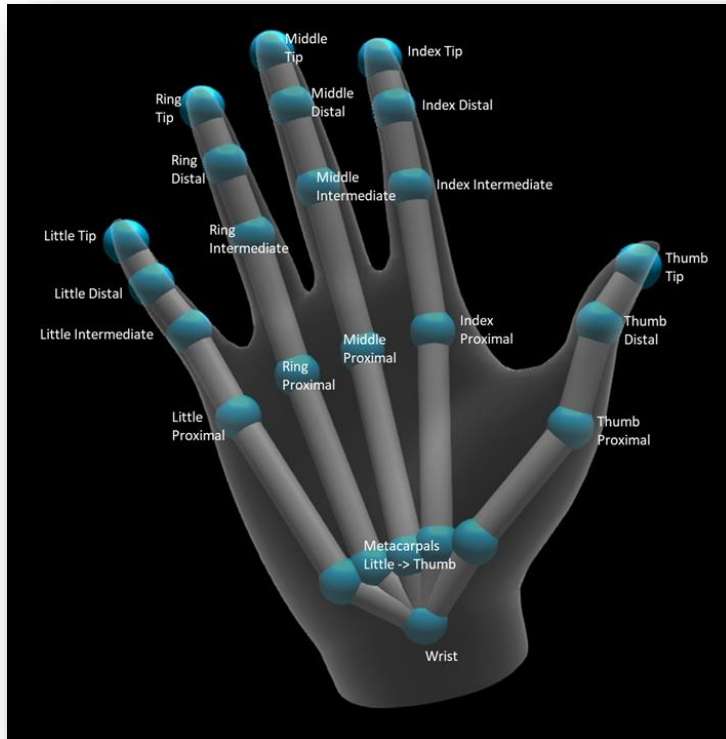 Middle
Tip
Index Tip
Ring
Tip
Middle
Distal
Index Distal
Ring
Distal
Middle
Intermediate
Index Intermediate
Little Tip
Ring
Intermediate
Thumb
Tip
Little Distal
Little Intermediate
Index
Proximal
Thumb
Distal
Middle
Proximal
Ring
Proximal
Little
Proximal
Thumb
Proximal
Metacarpals
Little -> Thumb
Wrist